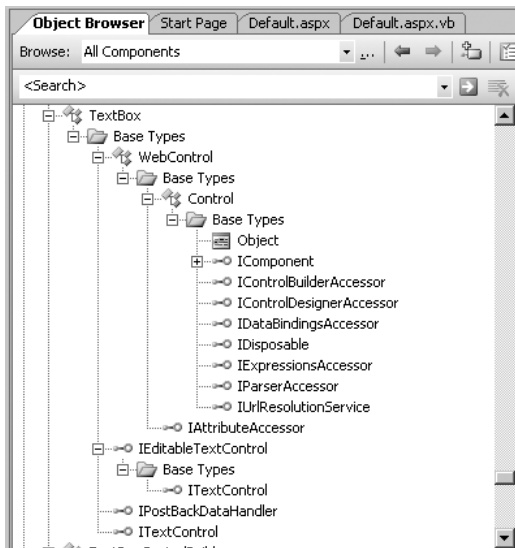 Object Browser Start Page Default.aspx Default.aspx.vb
Browse: All Components ...
<Search>
TextBox
Base Types
WebControl
Base Types
Control
Base Types
Object
IComponent
IControlBuilderAccessor
IControlDesignerAccessor
IDataBindingsAccessor
IDisposable
IExpressionsAccessor
IParserAccessor
IUrlResolutionService
IAttributeAccessor
IEditableTextControl
Base Types
ITextControl
IPostBackDataHandler
ITextControl